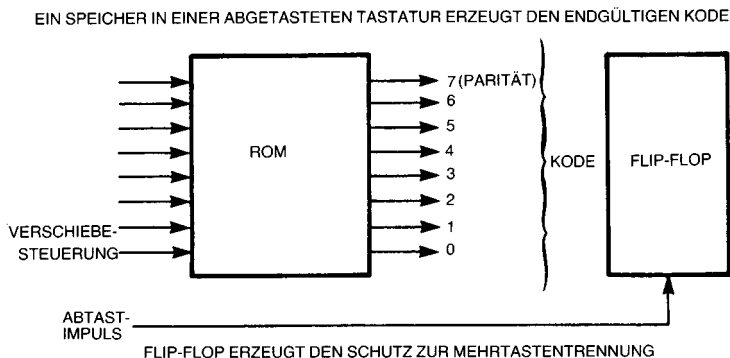 EIN SPEICHER IN EINER ABGETASTETEN TASTATUR ERZEUGT DEN ENDGÜLTIGEN KODE
7 (PARITÄT)
6
5
ROM
4
KODE
FLIP-FLOP
3
2
1
VERSCHIEBE-
STEUERUNG
0
ABTAST-
IMPULS
FLIP-FLOP ERZEUGT DEN SCHUTZ ZUR MEHRTASTENTRENNUNG